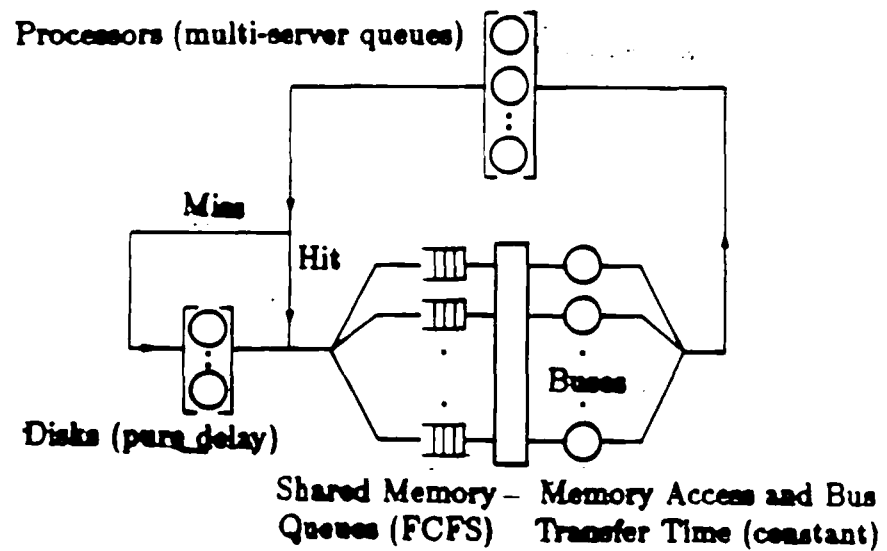 Processors (multi-server queues)
Miss
Hit
Buses
Disks (pure delay)
Shared Memory – Memory Access and Bus
Queues (FCFS) Transfer Time (constant)